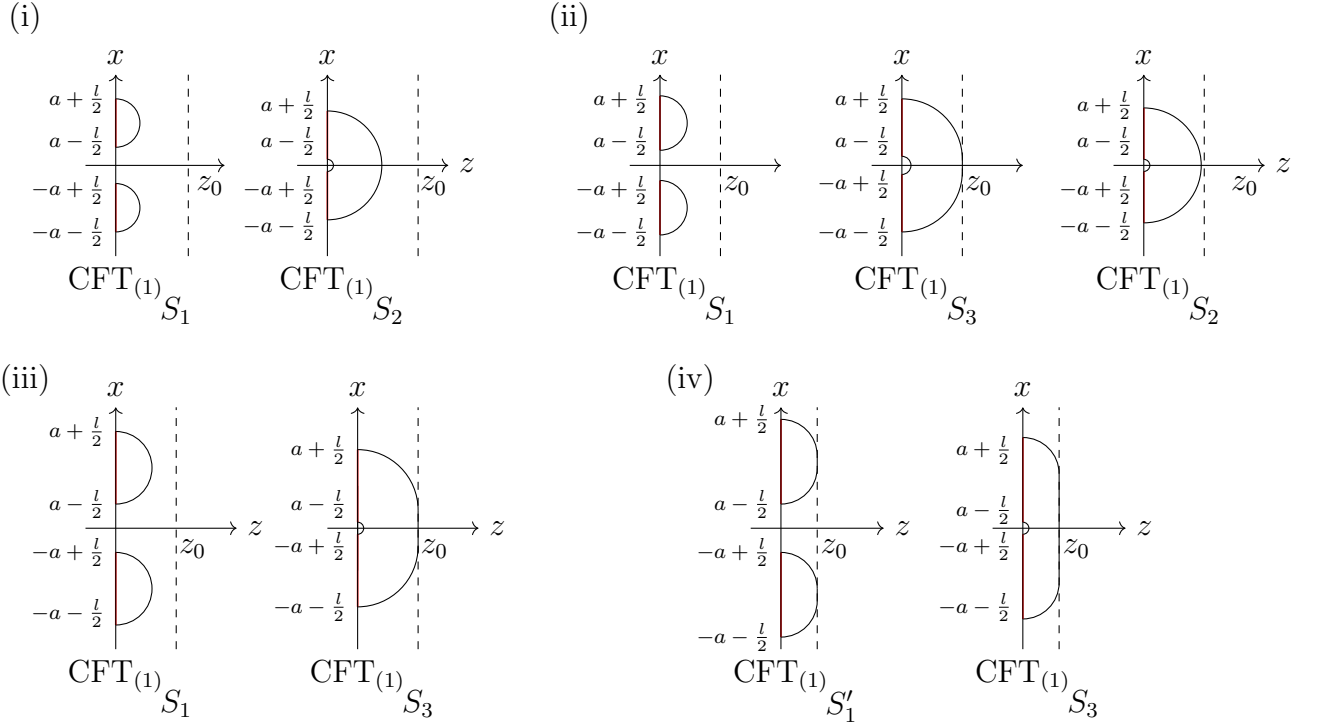 (i)
x
a + l/2
a − l/2
−a + l/2
−a − l/2
z₀
CFT₍₁₎
S₁
x
a + l/2
a − l/2
−a + l/2
−a − l/2
z₀
z
CFT₍₁₎
S₂
(ii)
x
a + l/2
a − l/2
−a + l/2
−a − l/2
z₀
CFT₍₁₎
S₁
x
a + l/2
a − l/2
−a + l/2
−a − l/2
z₀
CFT₍₁₎
S₃
x
a + l/2
a − l/2
−a + l/2
−a − l/2
z₀
z
CFT₍₁₎
S₂
(iii)
x
a + l/2
a − l/2
−a + l/2
−a − l/2
z₀
z
CFT₍₁₎
S₁
x
a + l/2
a − l/2
−a + l/2
−a − l/2
z₀
z
CFT₍₁₎
S₃
(iv)
x
a + l/2
a − l/2
−a + l/2
−a − l/2
z₀
z
CFT₍₁₎
S′₁
x
a + l/2
a − l/2
−a + l/2
−a − l/2
z₀
z
CFT₍₁₎
S₃